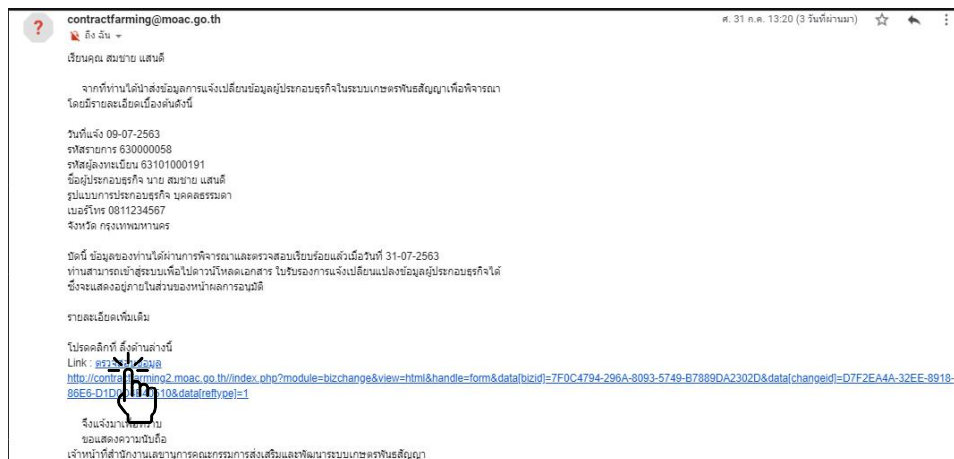 contractfarming@moac.go.th
ศ. 31 ก.ค. 13:20 (3 วันที่ผ่านมา)
ถึง ฉัน
เรียนคุณ สมชาย แสนดี
จากที่ท่านได้นำส่งข้อมูลการแจ้งเปลี่ยนข้อมูลผู้ประกอบธุรกิจในระบบเกษตรพันธสัญญาเพื่อพิจารณา
โดยมีรายละเอียดเบื้องต้นดังนี้
วันที่แจ้ง 09-07-2563
รหัสรายการ 630000058
รหัสผู้ลงทะเบียน 63101000191
ชื่อผู้ประกอบธุรกิจ นาย สมชาย แสนดี
รูปแบบการประกอบธุรกิจ บุคคลธรรมดา
เบอร์โทร 0811234567
จังหวัด กรุงเทพมหานคร
บัดนี้ ข้อมูลของท่านได้ผ่านการพิจารณาและตรวจสอบเรียบร้อยแล้วเมื่อวันที่ 31-07-2563
ท่านสามารถเข้าสู่ระบบเพื่อไปดาวน์โหลดเอกสาร ใบรับรองการแจ้งเปลี่ยนแปลงข้อมูลผู้ประกอบธุรกิจได้
ซึ่งจะแสดงอยู่ภายในส่วนของหน้าผลการอนุมัติ
รายละเอียดเพิ่มเติม
โปรดคลิกที่ ลิ้งด้านล่างนี้
Link :
http://contractfarming2.moac.go.th//index.php?module=bizchange&view=html&handle=form&data[bizid]=7F0C4794-296A-8093-5749-B7889DA2302D&data[changeid]=D7F2EA4A-32EE-8918-
&data[reftype]=1
ขอแสดงความนับถือ
เจ้าหน้าที่สำนักงานเลขานุการคณะกรรมการส่งเสริมและพัฒนาระบบเกษตรพันธสัญญา